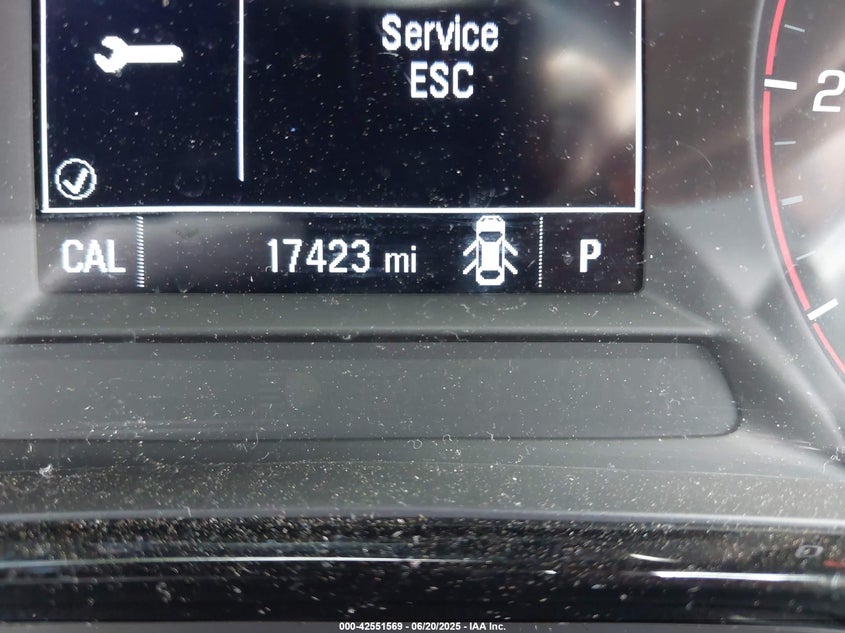 Service
ESC
2
CAL 17423 mi P
000-42551569 - 06/20/2025 - IAA Inc.